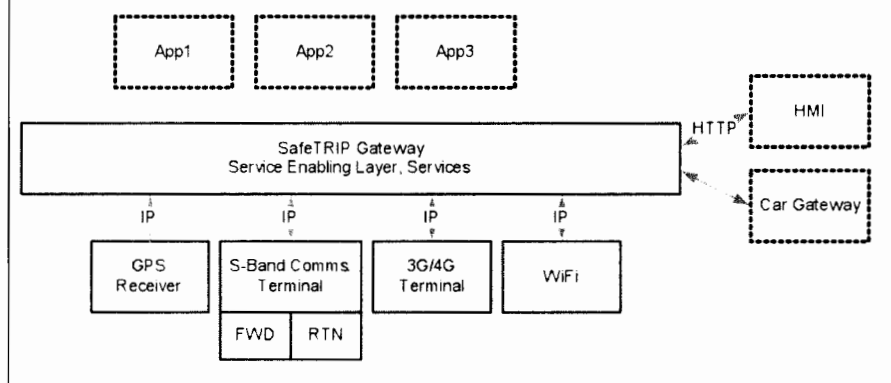 App1
App2
App3
HTTP
HMI
SafeTRIP Gateway
Service Enabling Layer, Services
Car Gateway
IP
IP
IP
IP
GPS
Receiver
S-Band Comms.
Terminal
3G/4G
Terminal
WiFi
FWD
RTN